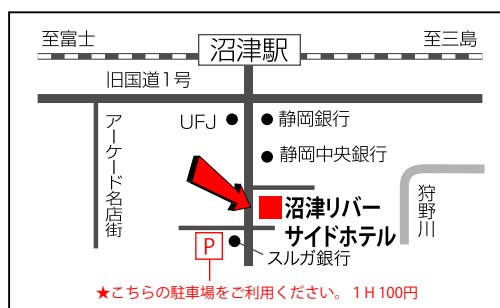 至富士
沼津駅
至三島
旧国道1号
アーケード名店街
UFJ
静岡銀行
静岡中央銀行
狩野川
沼津リバー
サイドホテル
P
スルガ銀行
★こちらの駐車場をご利用ください。1H100円